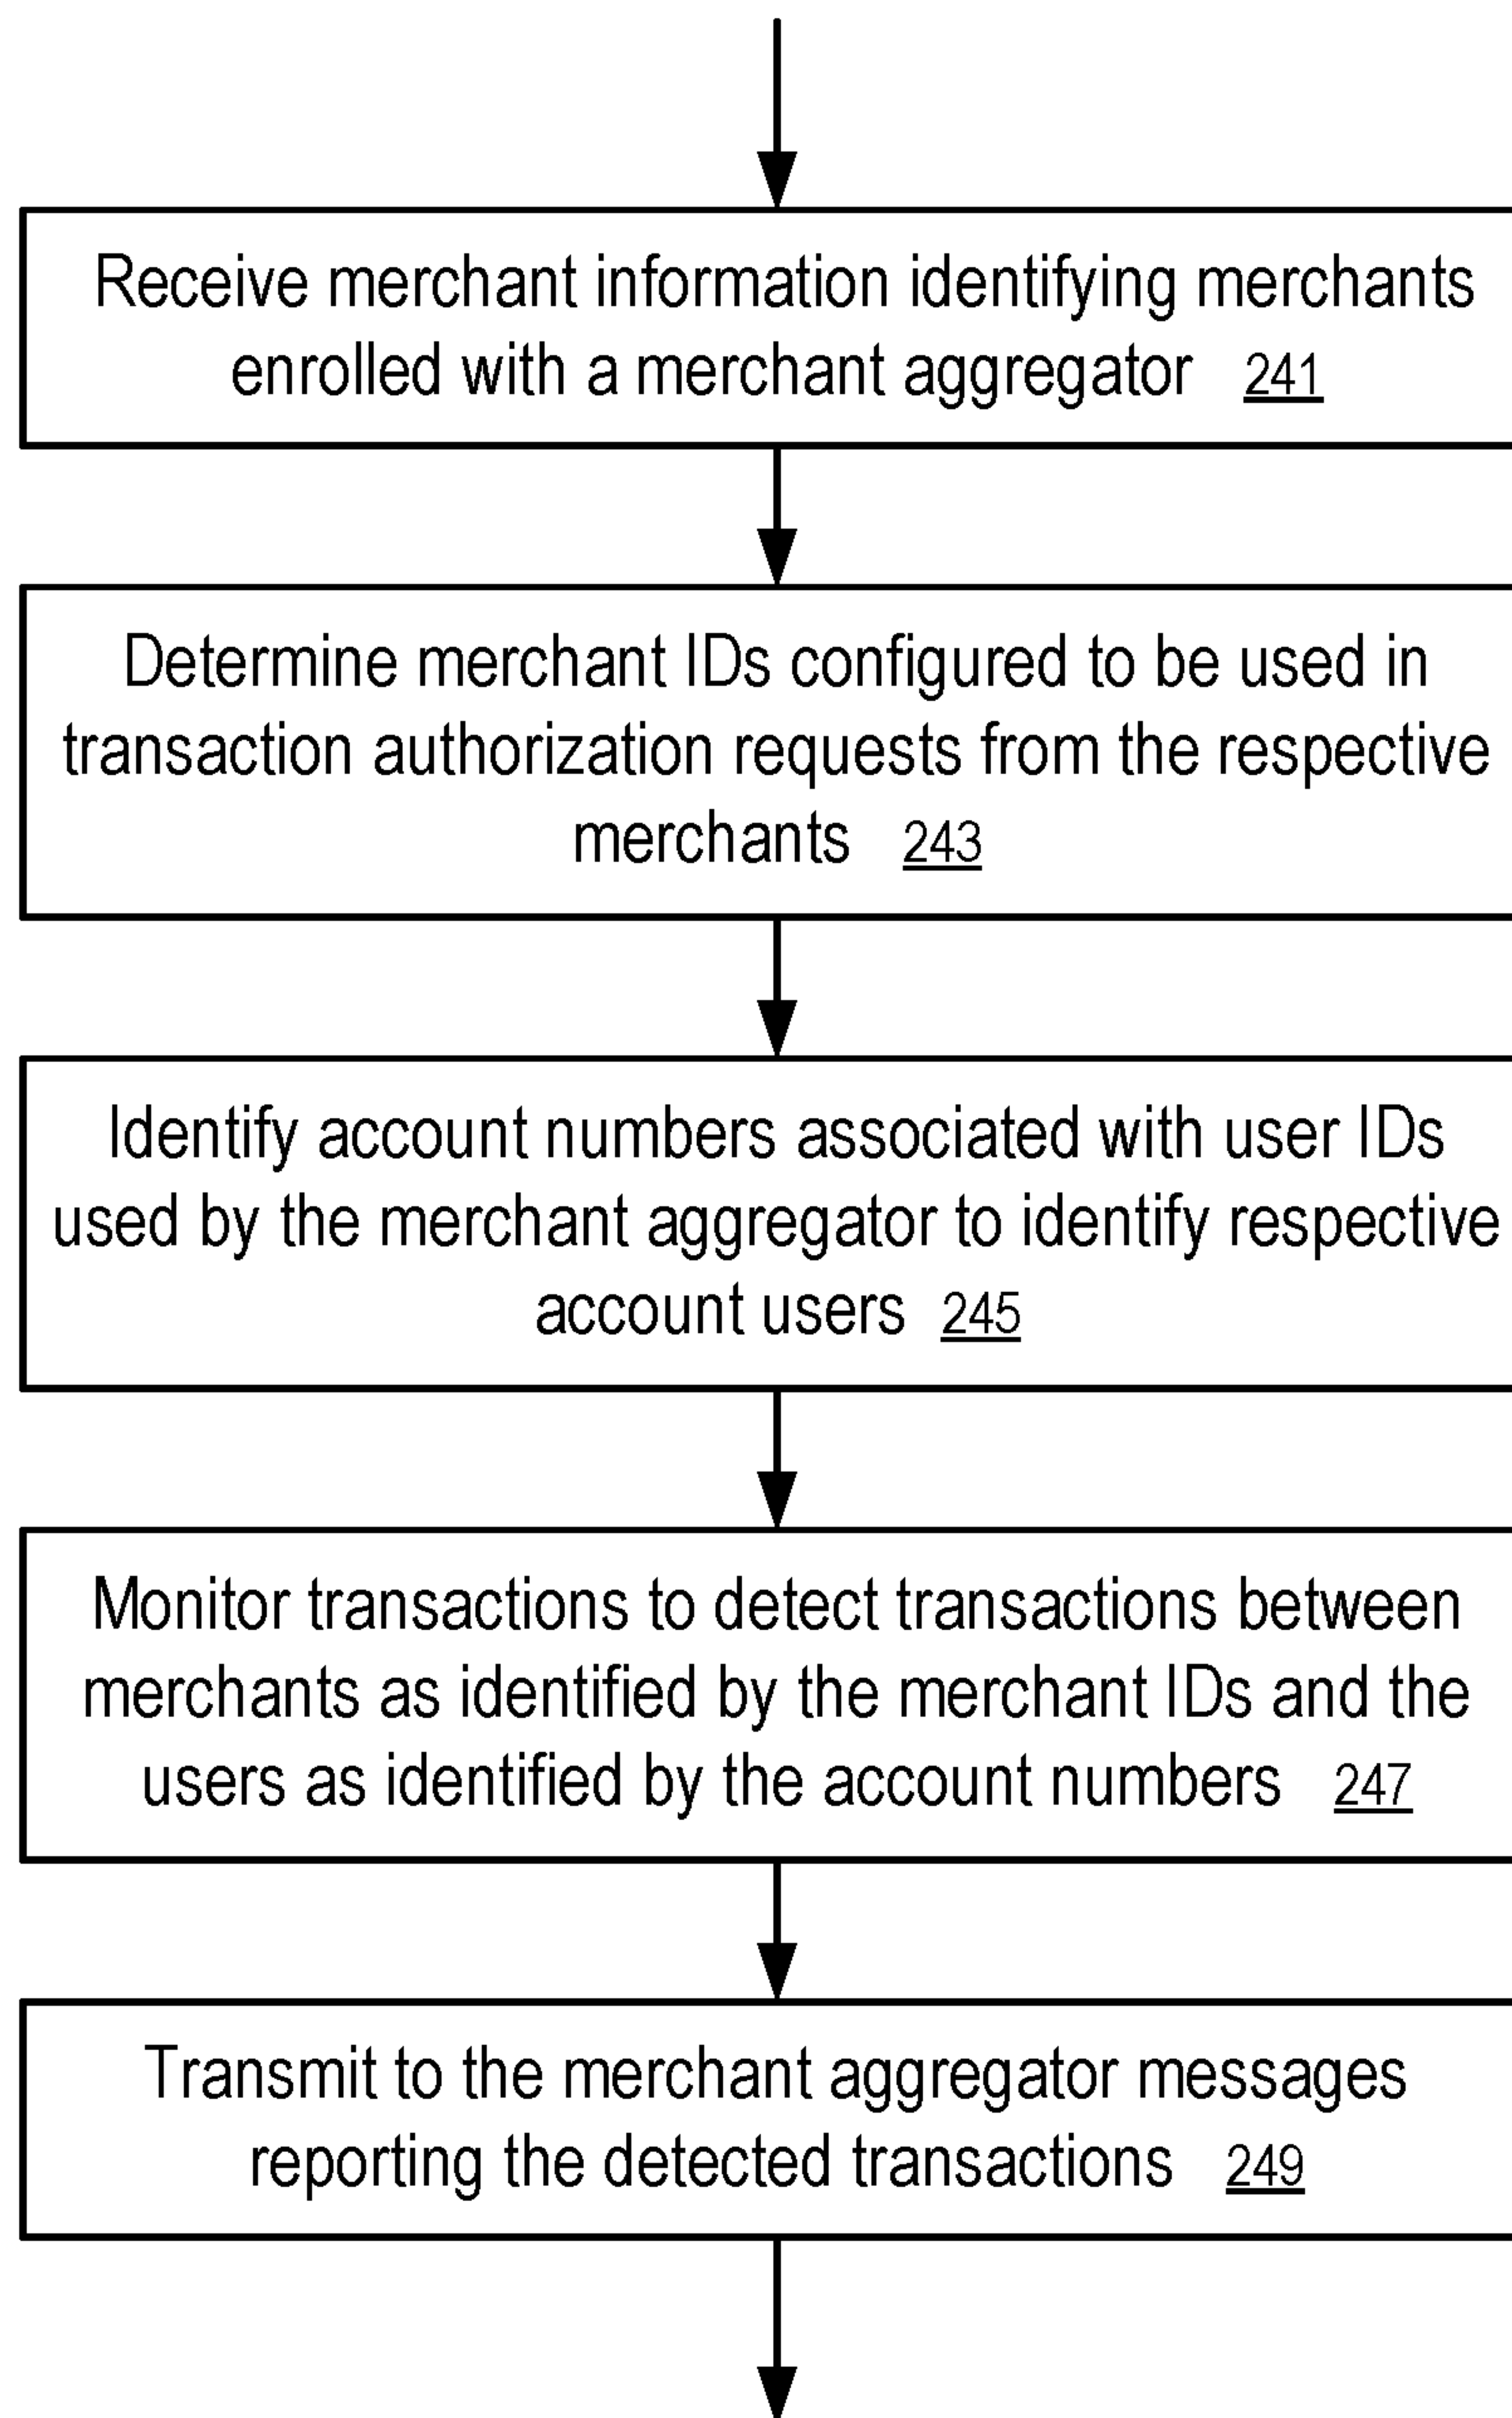 Receive merchant information identifying merchants
enrolled with a merchant aggregator 241
Determine merchant IDs configured to be used in
transaction authorization requests from the respective
merchants 243
Identify account numbers associated with user IDs
used by the merchant aggregator to identify respective
account users 245
Monitor transactions to detect transactions between
merchants as identified by the merchant IDs and the
users as identified by the account numbers 247
Transmit to the merchant aggregator messages
reporting the detected transactions 249